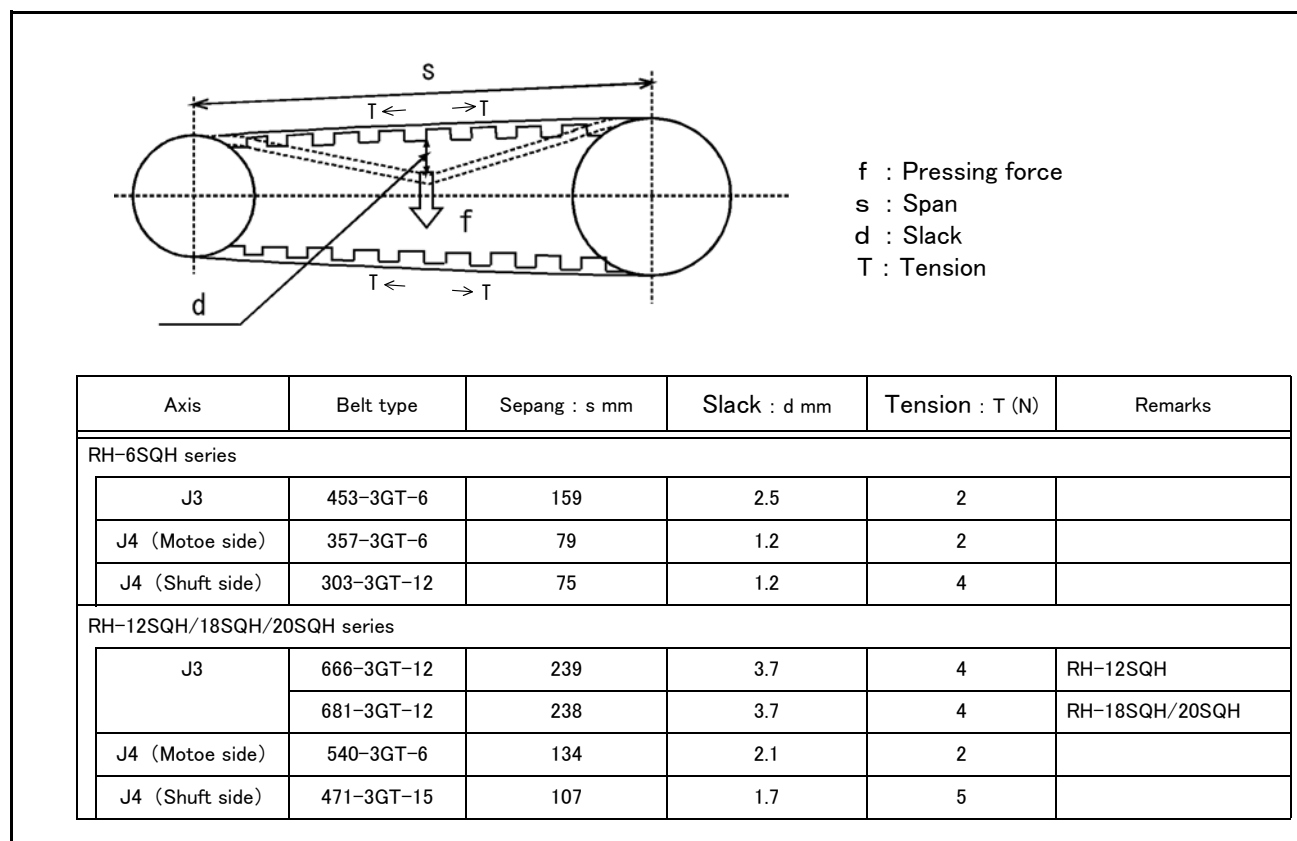 s
T ← → T
f : Pressing force
s : Span
d : Slack
T : Tension
f
d
T ← → T
Axis Belt type Sepang : s mm Slack : d mm Tension : T (N) Remarks
RH-6SQH series
J3 453-3GT-6 159 2.5 2
J4 (Motoe side) 357-3GT-6 79 1.2 2
J4 (Shuft side) 303-3GT-12 75 1.2 4
RH-12SQH/18SQH/20SQH series
J3 666-3GT-12 239 3.7 4 RH-12SQH
681-3GT-12 238 3.7 4 RH-18SQH/20SQH
J4 (Motoe side) 540-3GT-6 134 2.1 2
J4 (Shuft side) 471-3GT-15 107 1.7 5